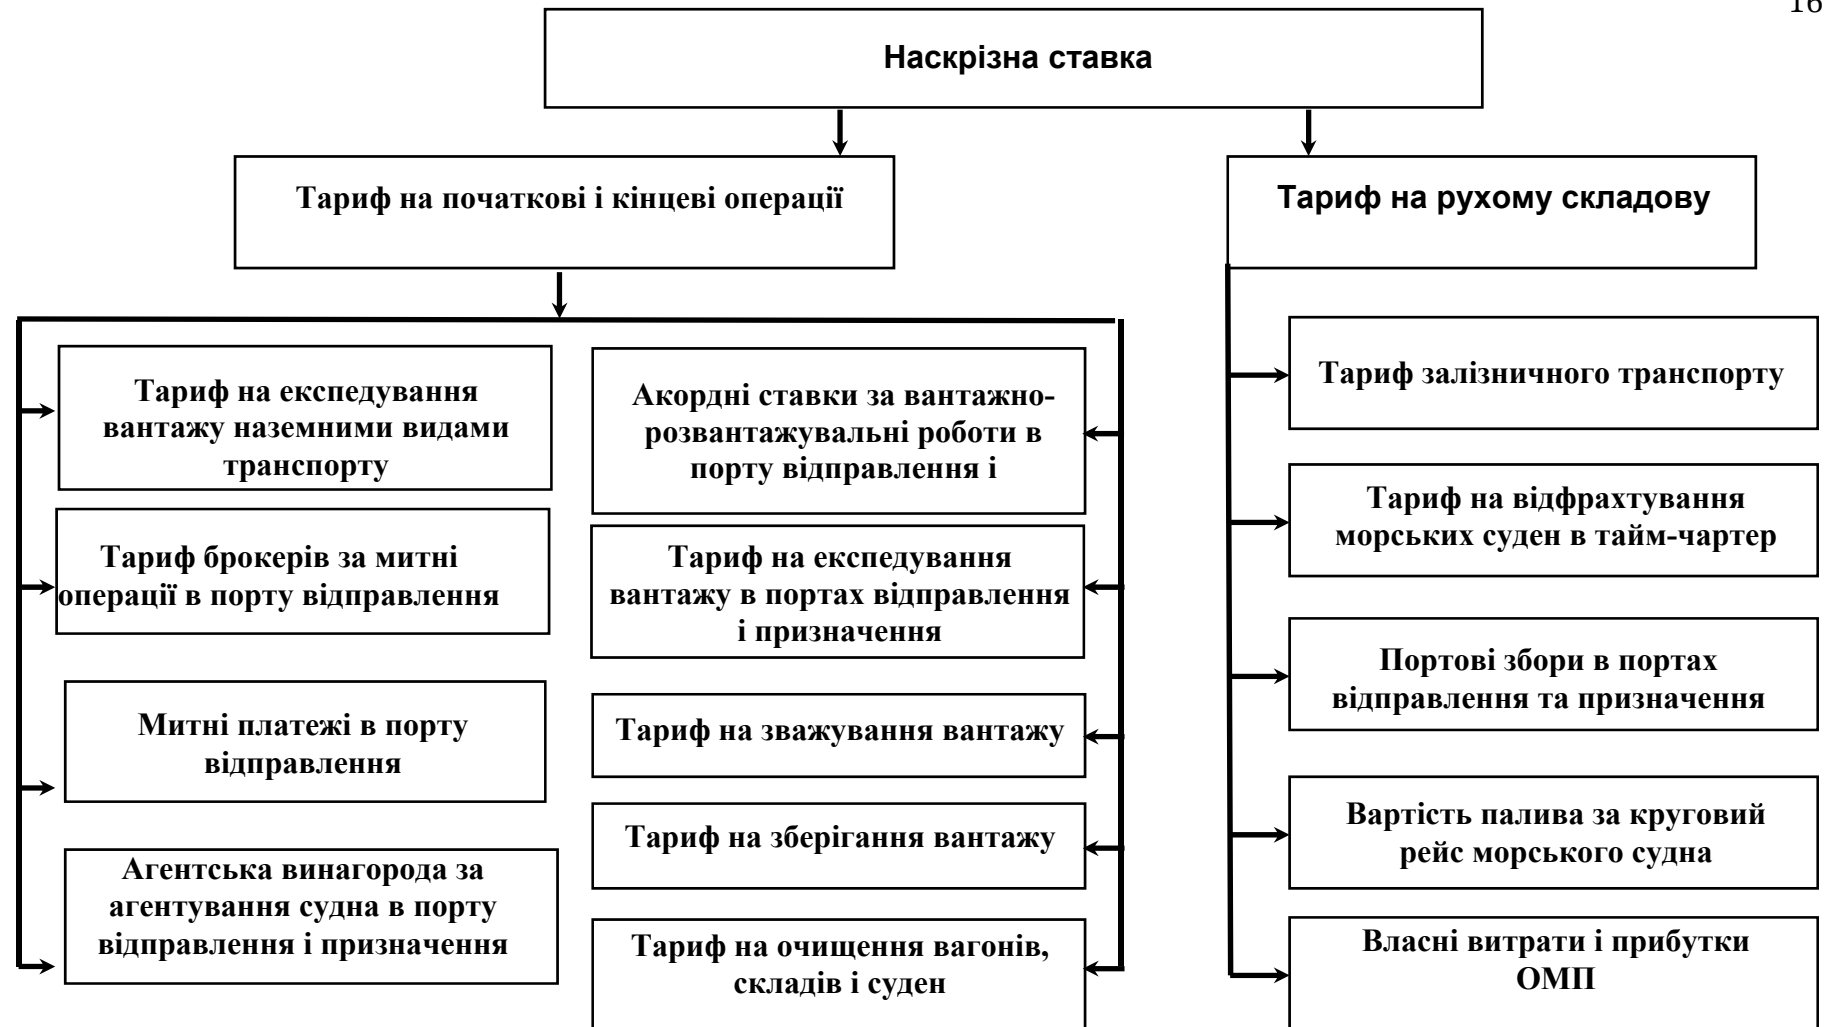 16
Наскрізна ставка
Тариф на початкові і кінцеві операції
Тариф на рухому складову
Тариф на експедування
вантажу наземними видами
транспорту
Тариф брокерів за митні
операції в порту відправлення
Митні платежі в порту
відправлення
Агентська винагорода за
агентування судна в порту
відправлення і призначення
Акордні ставки за вантажно-
розвантажувальні роботи в
порту відправлення і
Тариф на експедування
вантажу в портах відправлення
і призначення
Тариф на зважування вантажу
Тариф на зберігання вантажу
Тариф на очищення вагонів,
складів і суден
Тариф залізничного транспорту
Тариф на відфрахтування
морських суден в тайм-чартер
Портові збори в портах
відправлення та призначення
Вартість палива за круговий
рейс морського судна
Власні витрати і прибутки
ОМП